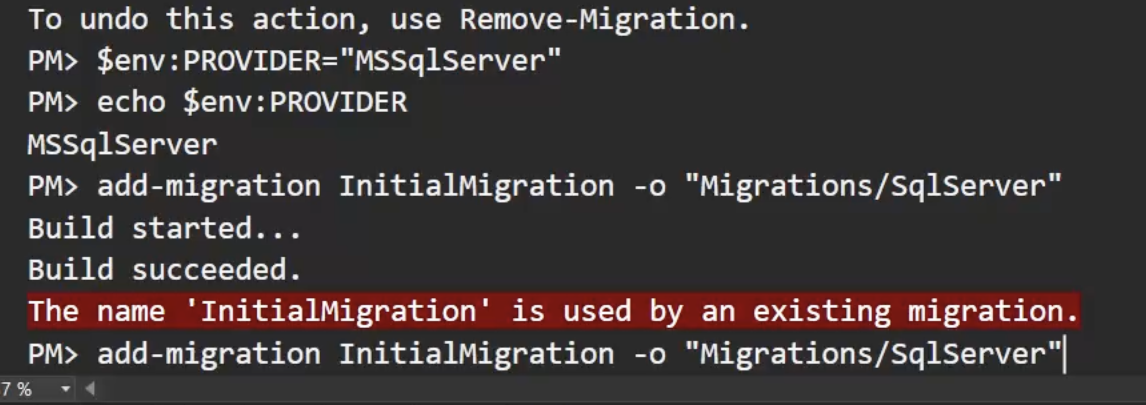 To undo this action, use Remove-Migration.
PM> $env:PROVIDER="MSSqlServer"
PM> echo $env:PROVIDER
MSSqlServer
PM> add-migration InitialMigration -o "Migrations/SqlServer"
Build started...
Build succeeded.
The name 'InitialMigration' is used by an existing migration.
PM> add-migration InitialMigration -o "Migrations/SqlServer"
7 %